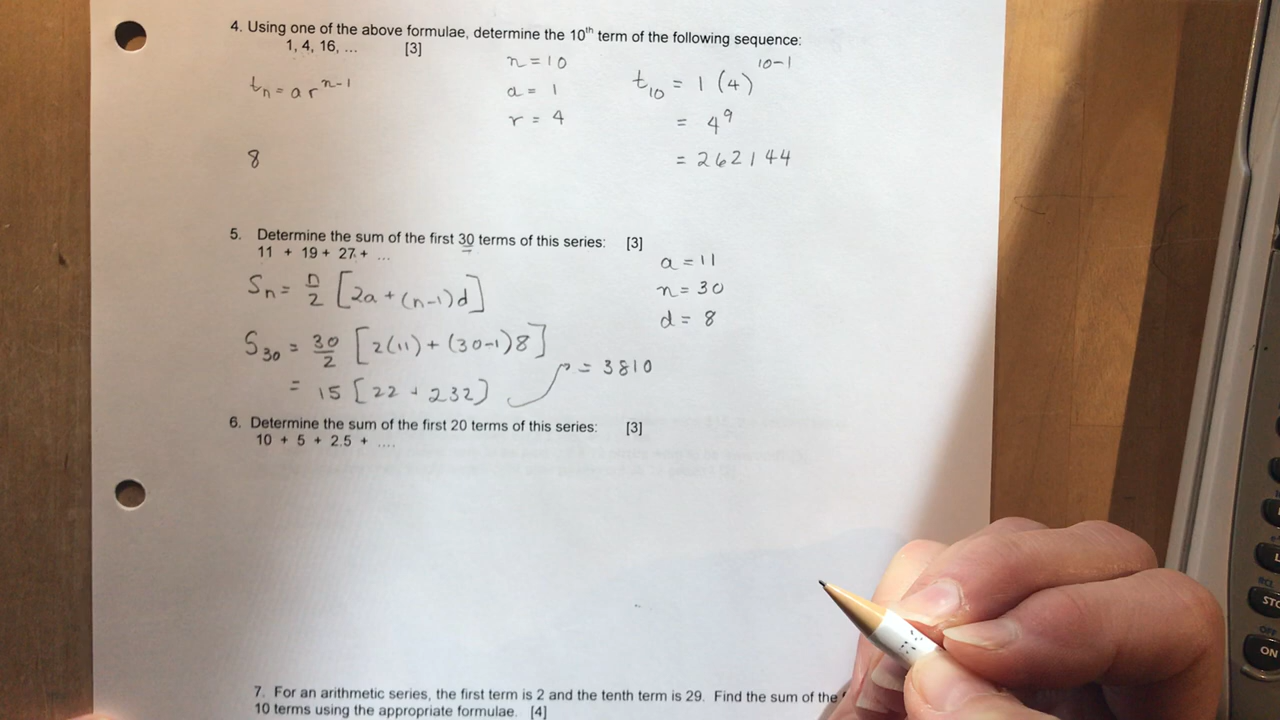 4. Using one of the above formulae, determine the 10th term of the following sequence:
1, 4, 16, ... [3]
tn = ar^n-1
n = 10
a = 1
r = 4
t10 = 1 (4)^10-1
= 4^9
= 262144
8
5. Determine the sum of the first 30 terms of this series: [3]
11 + 19 + 27 + ...
Sn = n/2 [2a + (n-1)d]
a = 11
n = 30
d = 8
S30 = 30/2 [2(11) + (30-1)8]
= 15 [22 + 232]
= 3810
6. Determine the sum of the first 20 terms of this series: [3]
10 + 5 + 2.5 + ....
7. For an arithmetic series, the first term is 2 and the tenth term is 29. Find the sum of the
10 terms using the appropriate formulae. [4]
STO
OFF
ON